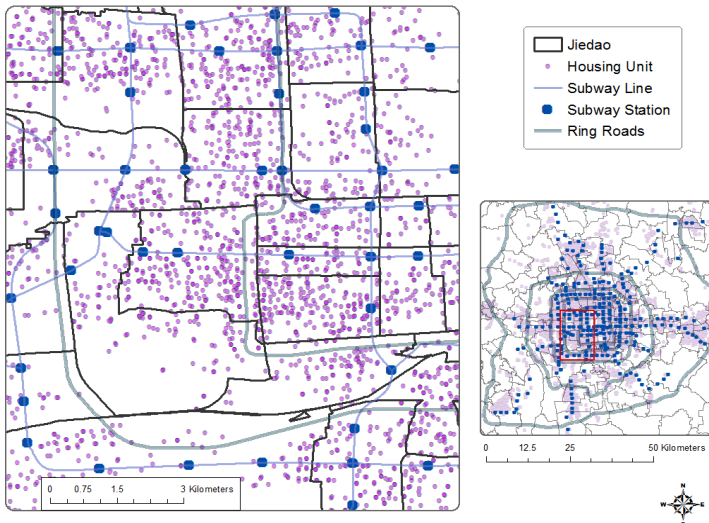 Jiedao
Housing Unit
Subway Line
Subway Station
Ring Roads
0 0.75 1.5 3 Kilometers
0 12.5 25 50 Kilometers
N
W E